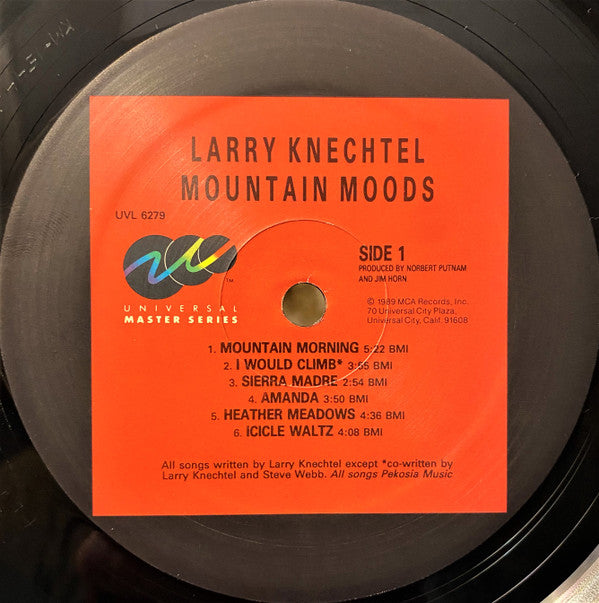 LARRY KNECHTEL
MOUNTAIN MOODS
UVL 6279
TM
UNIVERSAL
MASTER SERIES
SIDE 1
PRODUCED BY NORBERT PUTNAM
AND JIM HORN.
© 1989 MCA Records, Inc.
70 Universal City Plaza,
Universal City, Calif. 91608
1. MOUNTAIN MORNING 5:22 BMI
2. I WOULD CLIMB* 3:55 BMI
3. SIERRA MADRE 2:54 BMI
4. AMANDA 3:50 BMI
5. HEATHER MEADOWS 4:36 BMI
6. ICICLE WALTZ 4:08 BMI
All songs written by Larry Knechtel except *co-written by
Larry Knechtel and Steve Webb. All songs Pekosia Music